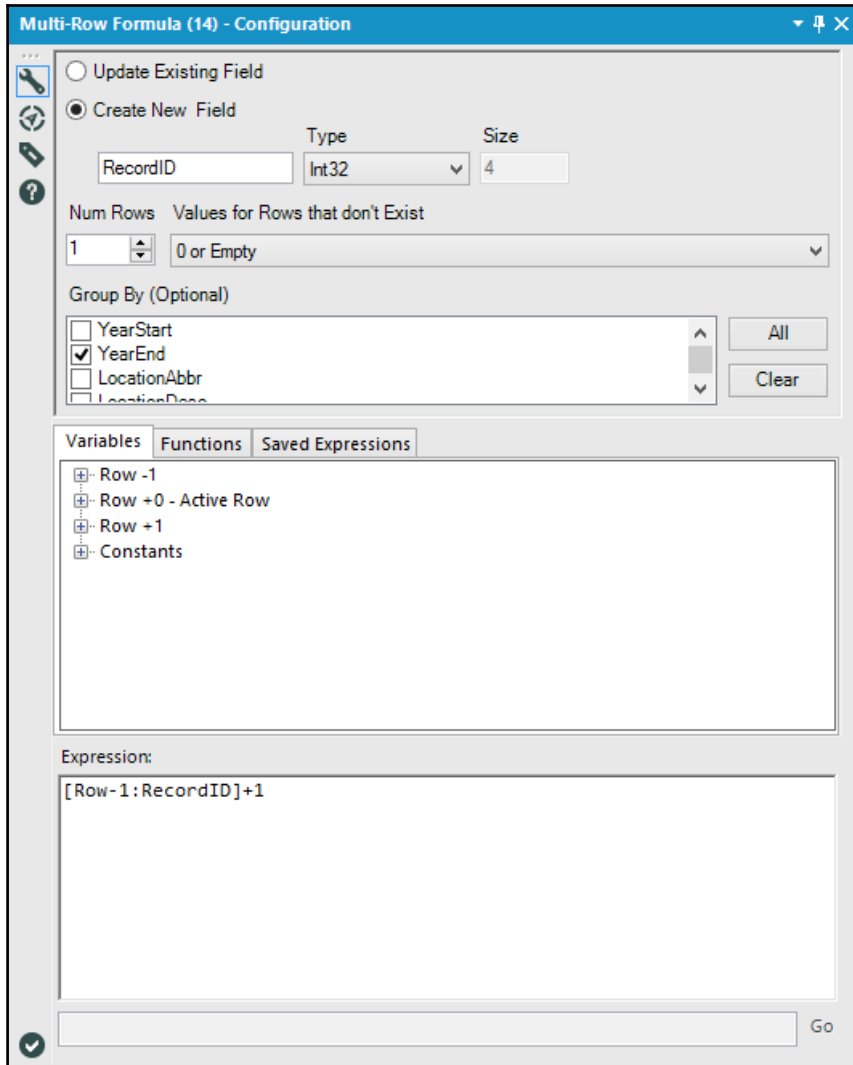 Multi-Row Formula (14) - Configuration
Update Existing Field
Create New Field
Type Size
RecordID Int32 4
Num Rows Values for Rows that don't Exist
1 0 or Empty
Group By (Optional)
YearStart
YearEnd
LocationAbbr
LocationDesc
All
Clear
Variables Functions Saved Expressions
Row -1
Row +0 - Active Row
Row +1
Constants
Expression:
[Row-1:RecordID]+1
Go